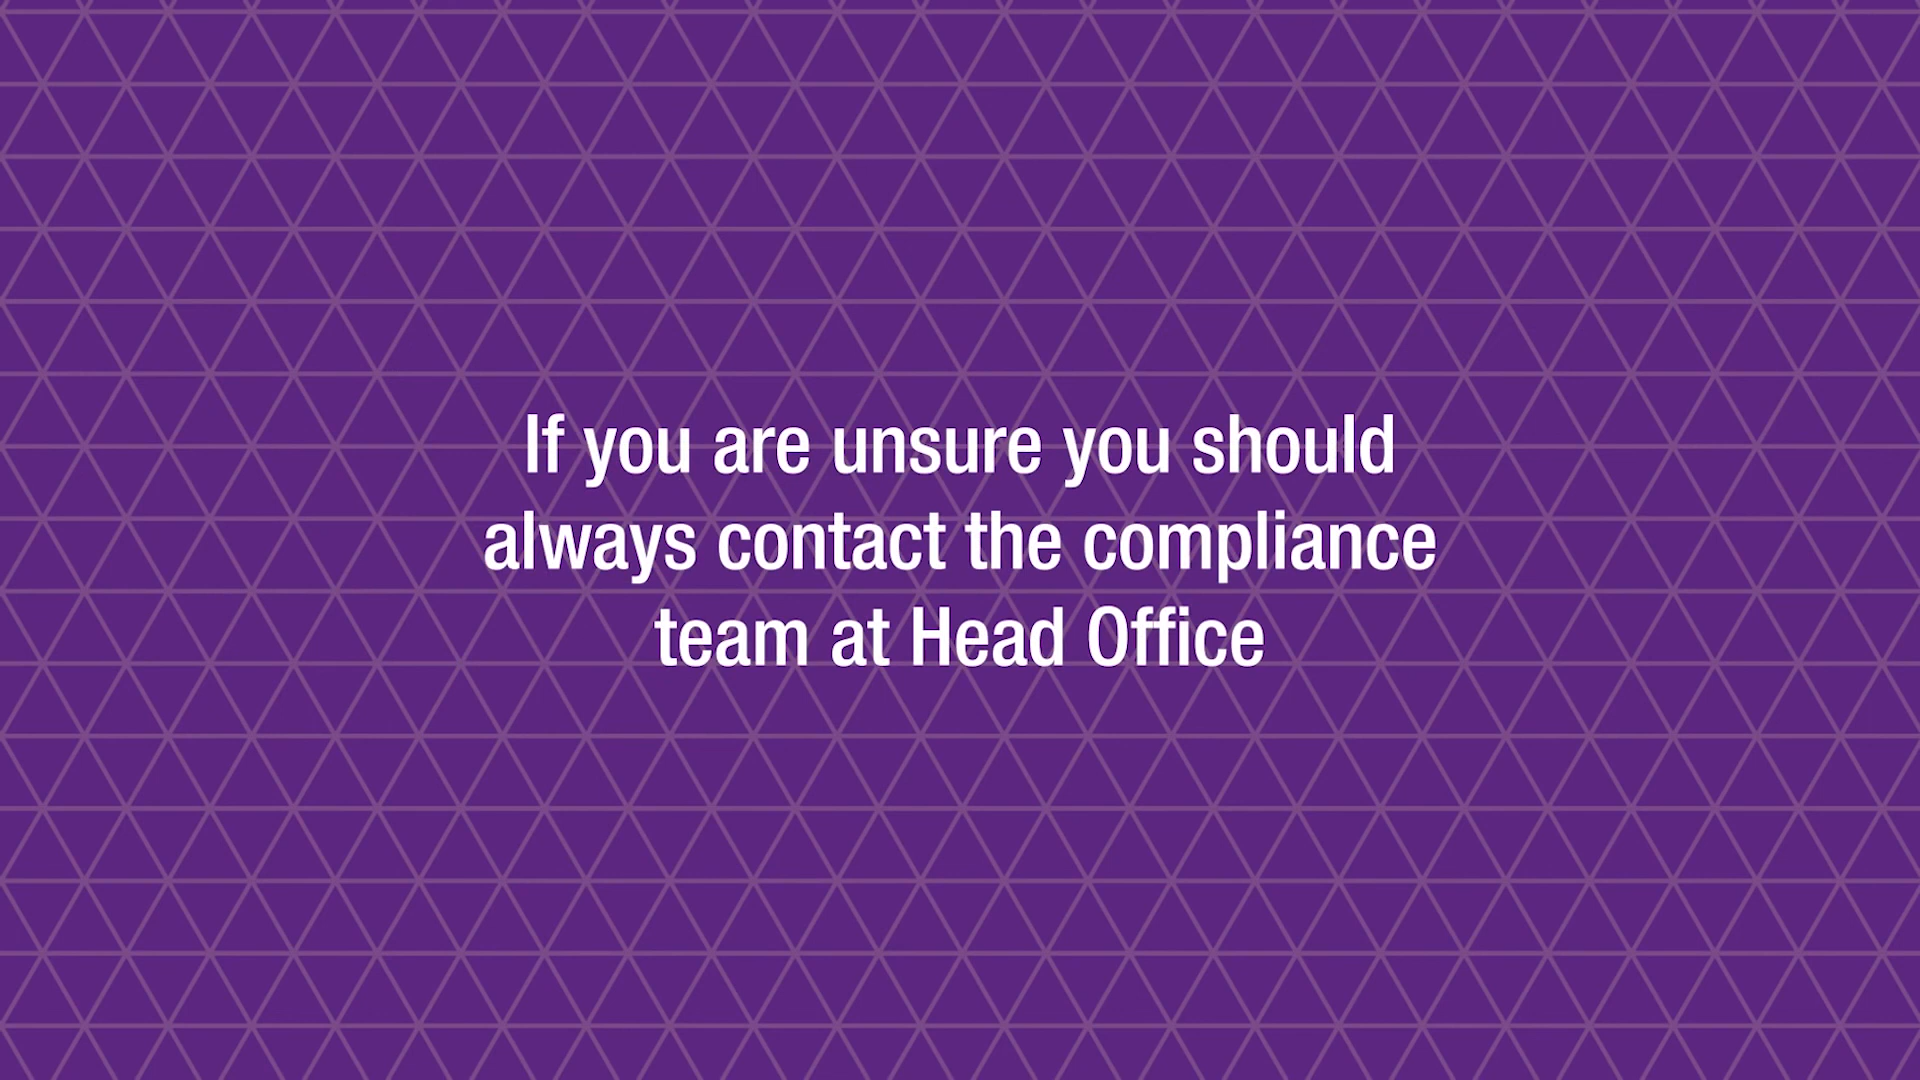 If you are unsure you should
always contact the compliance
team at Head Office